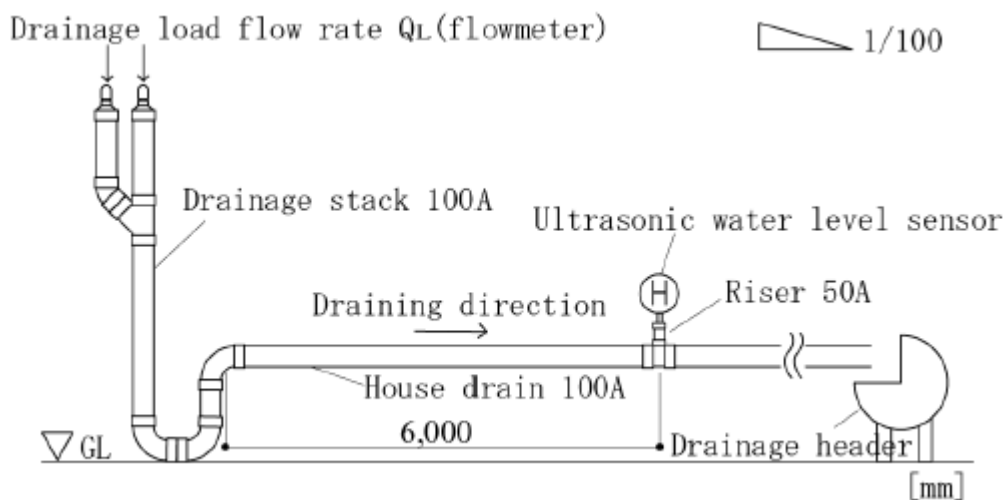 Drainage load flow rate QL(flowmeter)
1/100
Drainage stack 100A
Ultrasonic water level sensor
H
Riser 50A
Draining direction
House drain 100A
6,000
Drainage header
GL
[mm]